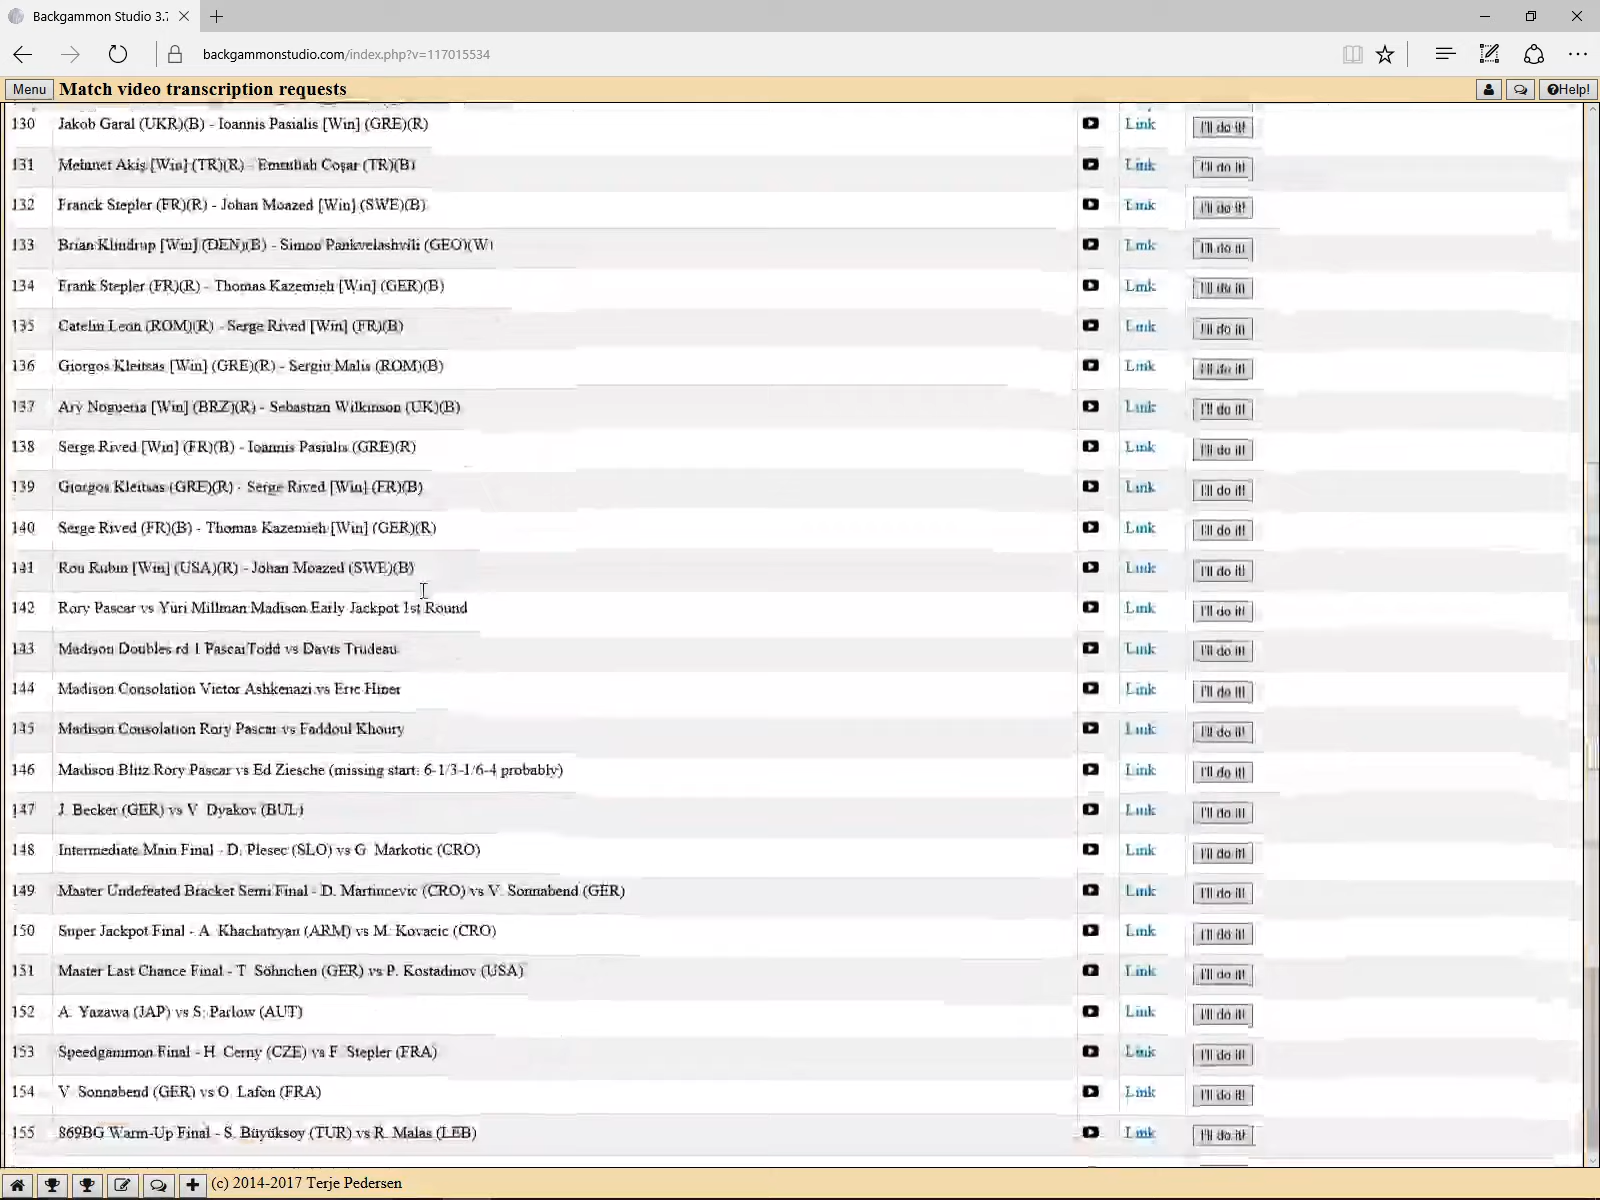 Backgammon Studio 3.7
backgammonstudio.com/index.php?v=117015534
Menu Match video transcription requests Help!
130 Jakob Garal (UKR)(B) - Ioannis Pasialis [Win] (GRE)(R) Link I'll do it!
131 Mehmet Akis [Win] (TR)(R) - Emrullah Coşar (TR)(B) Link I'll do it!
132 Franck Stepler (FR)(R) - Johan Moazed [Win] (SWE)(B) Link I'll do it!
133 Brian Klindrup [Win] (DEN)(B) - Simon Pankvelashvili (GEO)(W) Link I'll do it!
134 Frank Stepler (FR)(R) - Thomas Kazemieh [Win] (GER)(B) Link I'll do it!
135 Catelin Leon (ROM)(R) - Serge Rived [Win] (FR)(B) Link I'll do it!
136 Giorgos Kleitsas [Win] (GRE)(R) - Sergiu Malis (ROM)(B) Link I'll do it!
137 Ary Nogueria [Win] (BRZ)(R) - Sebastian Wilkinson (UK)(B) Link I'll do it!
138 Serge Rived [Win] (FR)(B) - Ioannis Pasialis (GRE)(R) Link I'll do it!
139 Giorgos Kleitsas (GRE)(R) - Serge Rived [Win] (FR)(B) Link I'll do it!
140 Serge Rived (FR)(B) - Thomas Kazemieh [Win] (GER)(R) Link I'll do it!
141 Ron Rubin [Win] (USA)(R) - Johan Moazed (SWE)(B) Link I'll do it!
142 Rory Pascar vs Yuri Millman Madison Early Jackpot 1st Round Link I'll do it!
143 Madison Doubles rd 1 Pascar/Todd vs Davis/Trudeau Link I'll do it!
144 Madison Consolation Victor Ashkenazi vs Eric Hiner Link I'll do it!
145 Madison Consolation Rory Pascar vs Faddoul Khoury Link I'll do it!
146 Madison Blitz Rory Pascar vs Ed Ziesche (missing start: 6-1/3-1/6-4 probably) Link I'll do it!
147 J. Becker (GER) vs V. Dyakov (BUL) Link I'll do it!
148 Intermediate Main Final - D. Plesec (SLO) vs G. Markotic (CRO) Link I'll do it!
149 Master Undefeated Bracket Semi Final - D. Martincevic (CRO) vs V. Sonnabend (GER) Link I'll do it!
150 Super Jackpot Final - A. Khachatryan (ARM) vs M. Kovacic (CRO) Link I'll do it!
151 Master Last Chance Final - T. Söhnchen (GER) vs P. Kostadinov (USA) Link I'll do it!
152 A. Yazawa (JAP) vs S. Parlow (AUT) Link I'll do it!
153 Speedgammon Final - H. Cerny (CZE) vs F. Stepler (FRA) Link I'll do it!
154 V. Sonnabend (GER) vs O. Lafon (FRA) Link I'll do it!
155 869BG Warm-Up Final - S. Büyüksoy (TUR) vs R. Malas (LEB) Link I'll do it!
(c) 2014-2017 Terje Pedersen